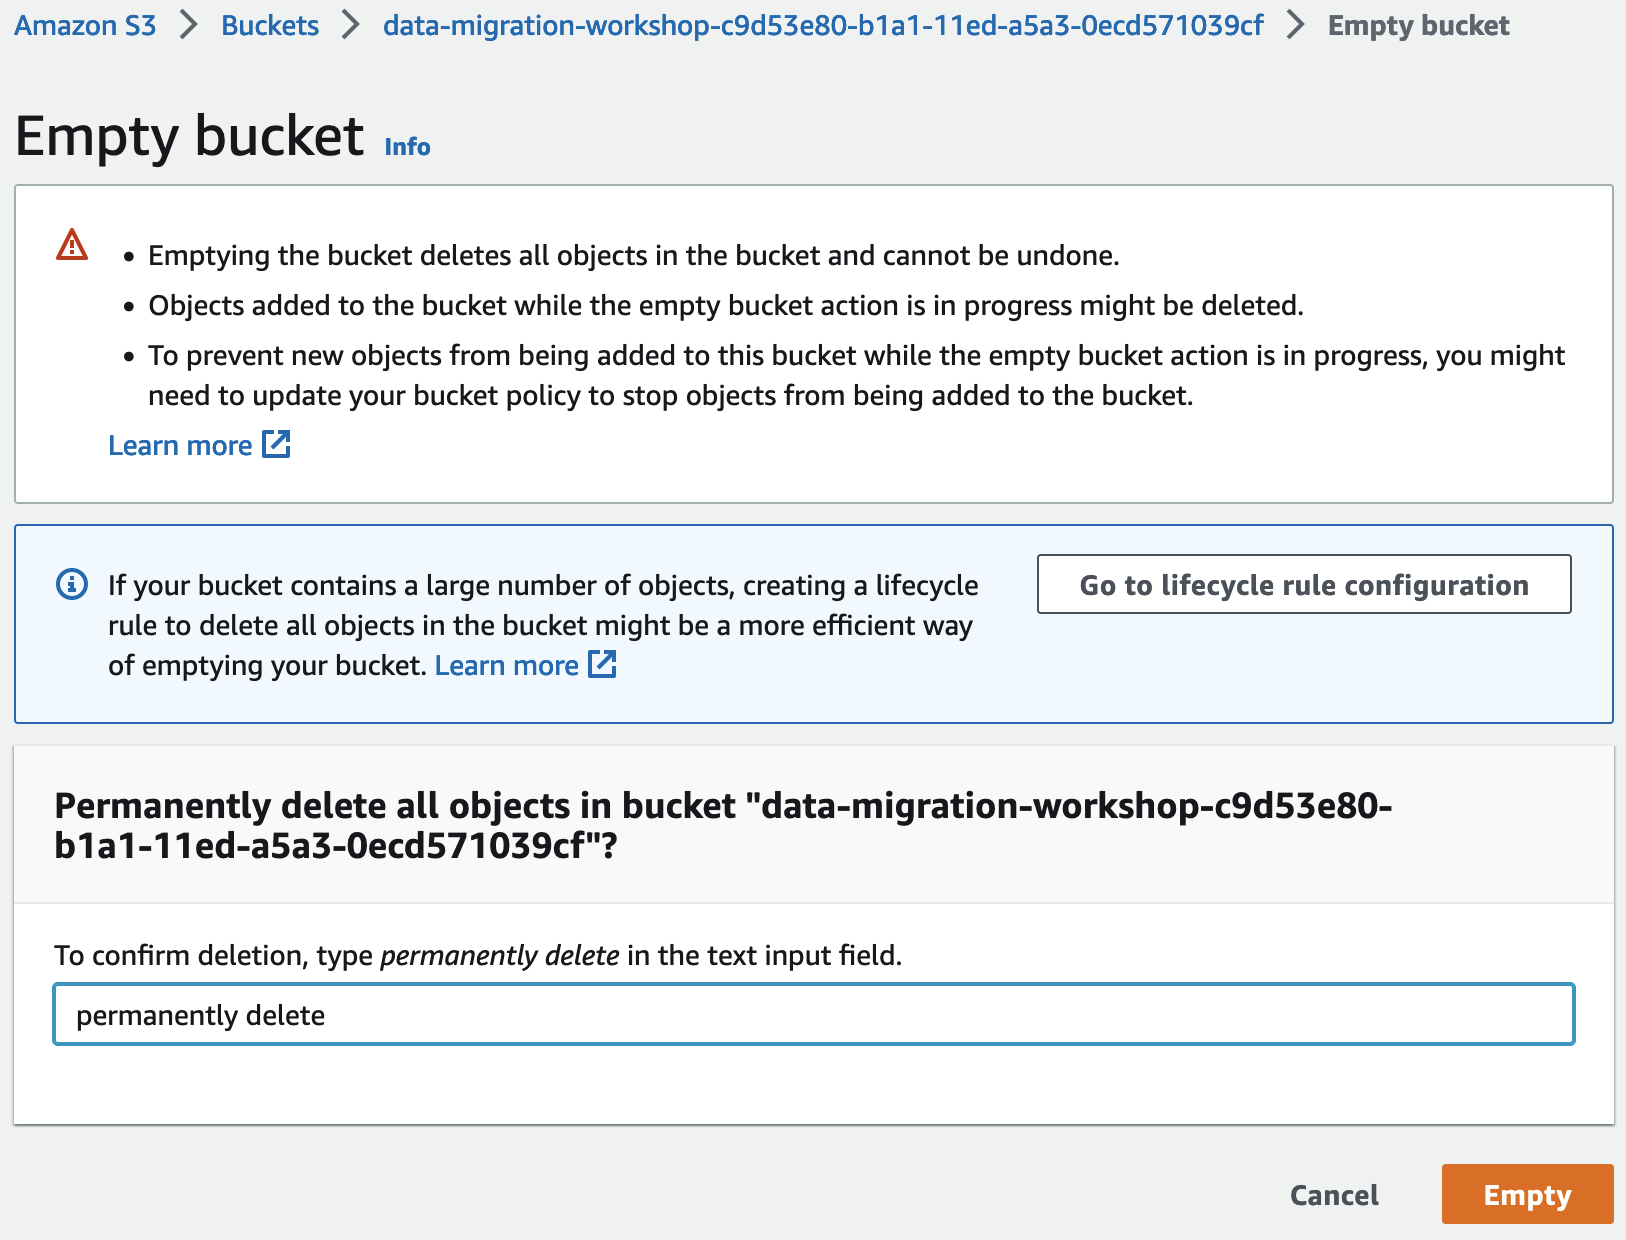 Amazon S3 > Buckets > data-migration-workshop-c9d53e80-b1a1-11ed-a5a3-0ecd571039cf > Empty bucket
Empty bucket Info
• Emptying the bucket deletes all objects in the bucket and cannot be undone.
• Objects added to the bucket while the empty bucket action is in progress might be deleted.
• To prevent new objects from being added to this bucket while the empty bucket action is in progress, you might
need to update your bucket policy to stop objects from being added to the bucket.
Learn more
If your bucket contains a large number of objects, creating a lifecycle
rule to delete all objects in the bucket might be a more efficient way
of emptying your bucket. Learn more
Go to lifecycle rule configuration
Permanently delete all objects in bucket "data-migration-workshop-c9d53e80-
b1a1-11ed-a5a3-0ecd571039cf"?
To confirm deletion, type permanently delete in the text input field.
permanently delete
Cancel
Empty